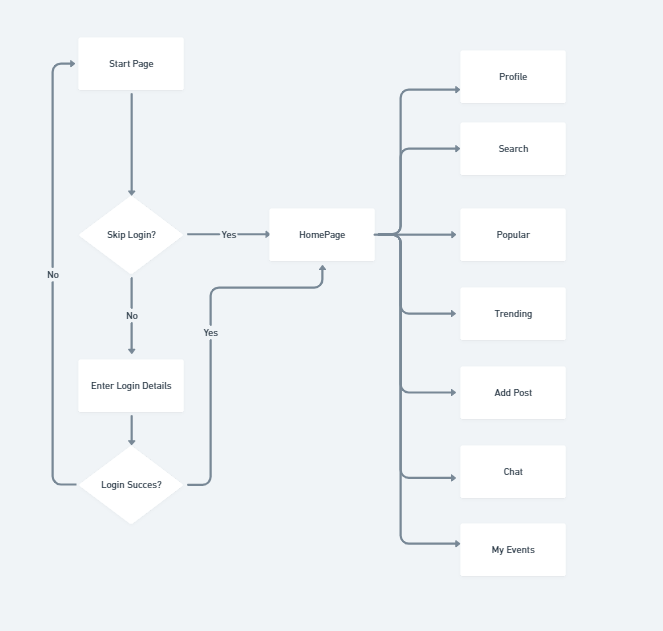 Start Page
Profile
Search
Skip Login?
Yes
HomePage
Popular
No
No
Trending
Yes
Enter Login Details
Add Post
Chat
Login Succes?
My Events